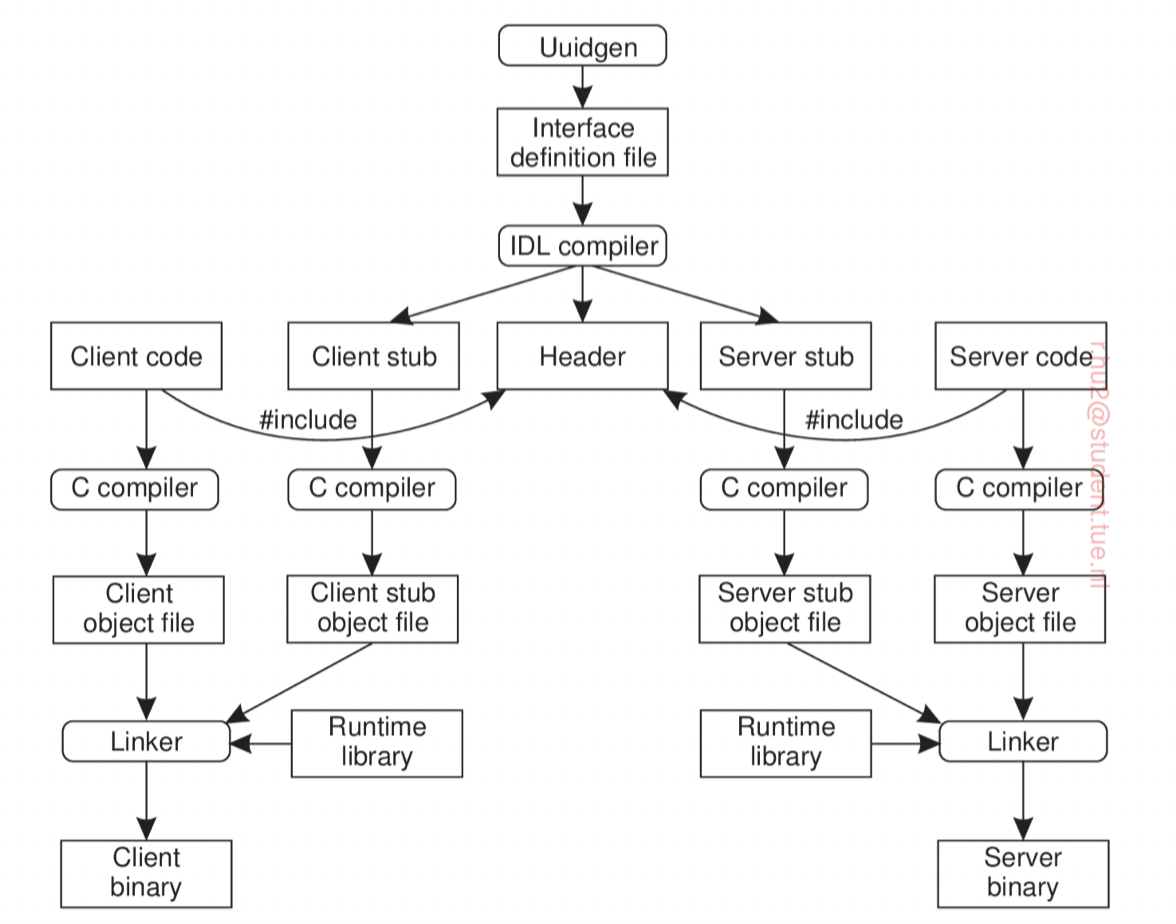 Uuidgen
Interface
definition file
IDL compiler
Client code
Client stub
Header
Server stub
Server code
#include
#include
C compiler
C compiler
C compiler
C compiler
Client
object file
Client stub
object file
Server stub
object file
Server
object file
Linker
Runtime
library
Runtime
library
Linker
Client
binary
Server
binary
r.hu2@student.tue.nl